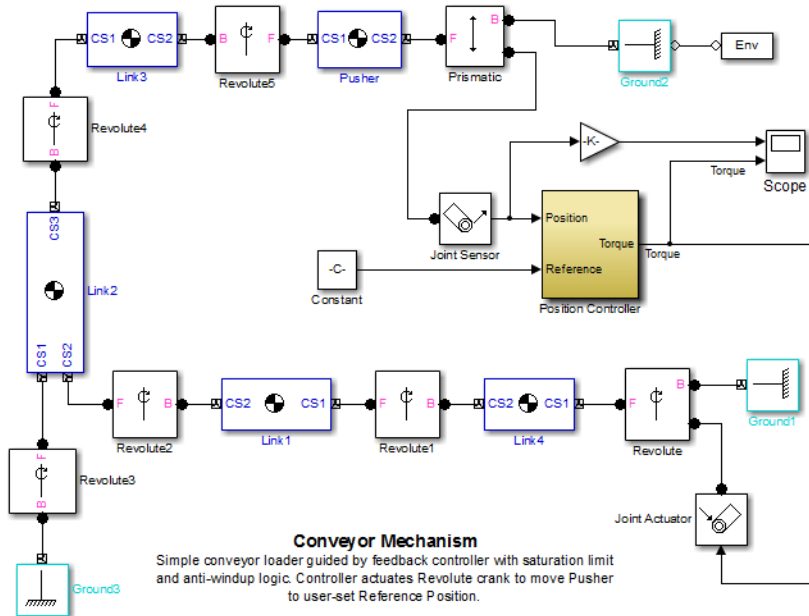 CS1 CS2 B F CS1 CS2 F B
Env
Link3 Revolute5 Pusher Prismatic Ground2
F
Revolute4
B
-K-
Torque
Scope
CS3
Position
Torque
Joint Sensor
Torque
Reference
-C-
Constant
Position Controller
Link2
CS1 CS2
F B CS2 CS1 F B CS2 CS1 F B
Ground1
Revolute2 Link1 Revolute1 Link4 Revolute
F
Revolute3
B
Joint Actuator
Ground3
Conveyor Mechanism
Simple conveyor loader guided by feedback controller with saturation limit
and anti-windup logic. Controller actuates Revolute crank to move Pusher
to user-set Reference Position.